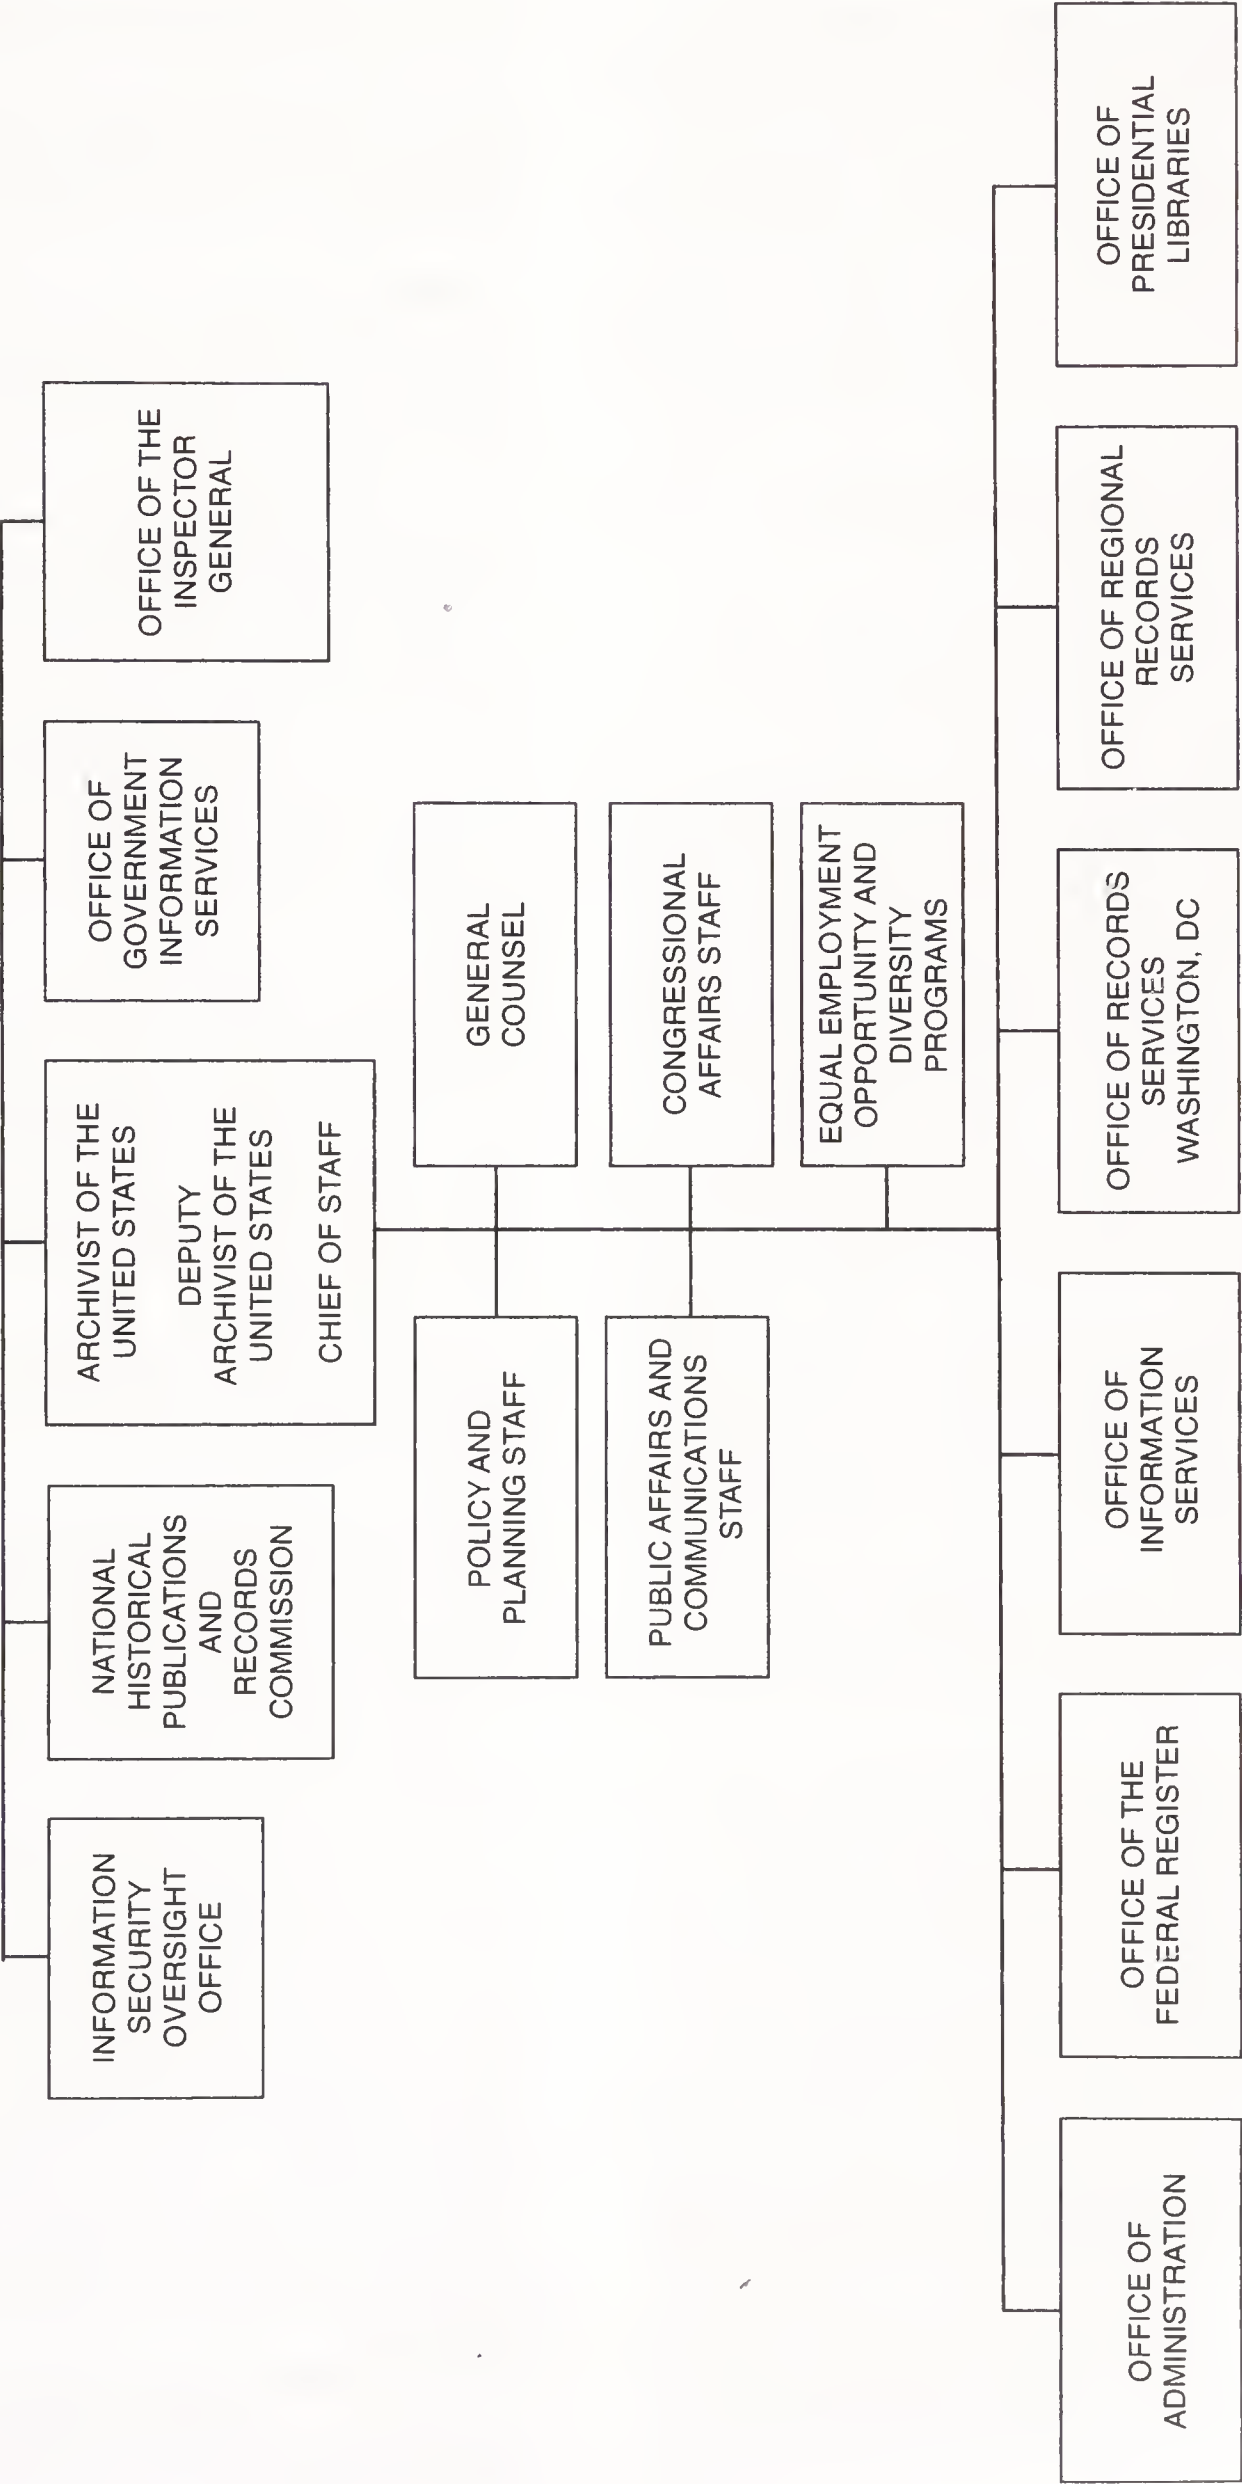 INFORMATION
SECURITY
OVERSIGHT
OFFICE
NATIONAL
HISTORICAL
PUBLICATIONS
AND
RECORDS
COMMISSION
ARCHIVIST OF THE
UNITED STATES
DEPUTY
ARCHIVIST OF THE
UNITED STATES
CHIEF OF STAFF
OFFICE OF
GOVERNMENT
INFORMATION
SERVICES
OFFICE OF THE
INSPECTOR
GENERAL
POLICY AND
PLANNING STAFF
GENERAL
COUNSEL
PUBLIC AFFAIRS AND
COMMUNICATIONS
STAFF
CONGRESSIONAL
AFFAIRS STAFF
EQUAL EMPLOYMENT
OPPORTUNITY AND
DIVERSITY
PROGRAMS
OFFICE OF
ADMINISTRATION
OFFICE OF THE
FEDERAL REGISTER
OFFICE OF
INFORMATION
SERVICES
OFFICE OF RECORDS
SERVICES
WASHINGTON, DC
OFFICE OF REGIONAL
RECORDS
SERVICES
OFFICE OF
PRESIDENTIAL
LIBRARIES